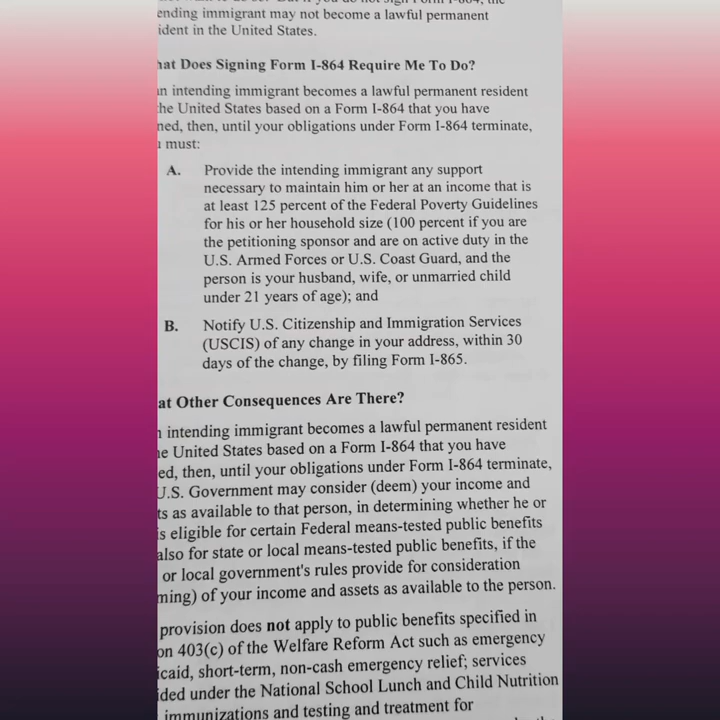 ending immigrant may not become a lawful permanent
ident in the United States.
hat Does Signing Form I-864 Require Me To Do?
an intending immigrant becomes a lawful permanent resident
the United States based on a Form I-864 that you have
ned, then, until your obligations under Form I-864 terminate,
u must:
A. Provide the intending immigrant any support
necessary to maintain him or her at an income that is
at least 125 percent of the Federal Poverty Guidelines
for his or her household size (100 percent if you are
the petitioning sponsor and are on active duty in the
U.S. Armed Forces or U.S. Coast Guard, and the
person is your husband, wife, or unmarried child
under 21 years of age); and
B. Notify U.S. Citizenship and Immigration Services
(USCIS) of any change in your address, within 30
days of the change, by filing Form I-865.
at Other Consequences Are There?
n intending immigrant becomes a lawful permanent resident
he United States based on a Form I-864 that you have
ed, then, until your obligations under Form I-864 terminate,
U.S. Government may consider (deem) your income and
ts as available to that person, in determining whether he or
is eligible for certain Federal means-tested public benefits
also for state or local means-tested public benefits, if the
or local government's rules provide for consideration
ming) of your income and assets as available to the person.
provision does not apply to public benefits specified in
on 403(c) of the Welfare Reform Act such as emergency
icaid, short-term, non-cash emergency relief; services
ided under the National School Lunch and Child Nutrition
immunizations and testing and treatment for